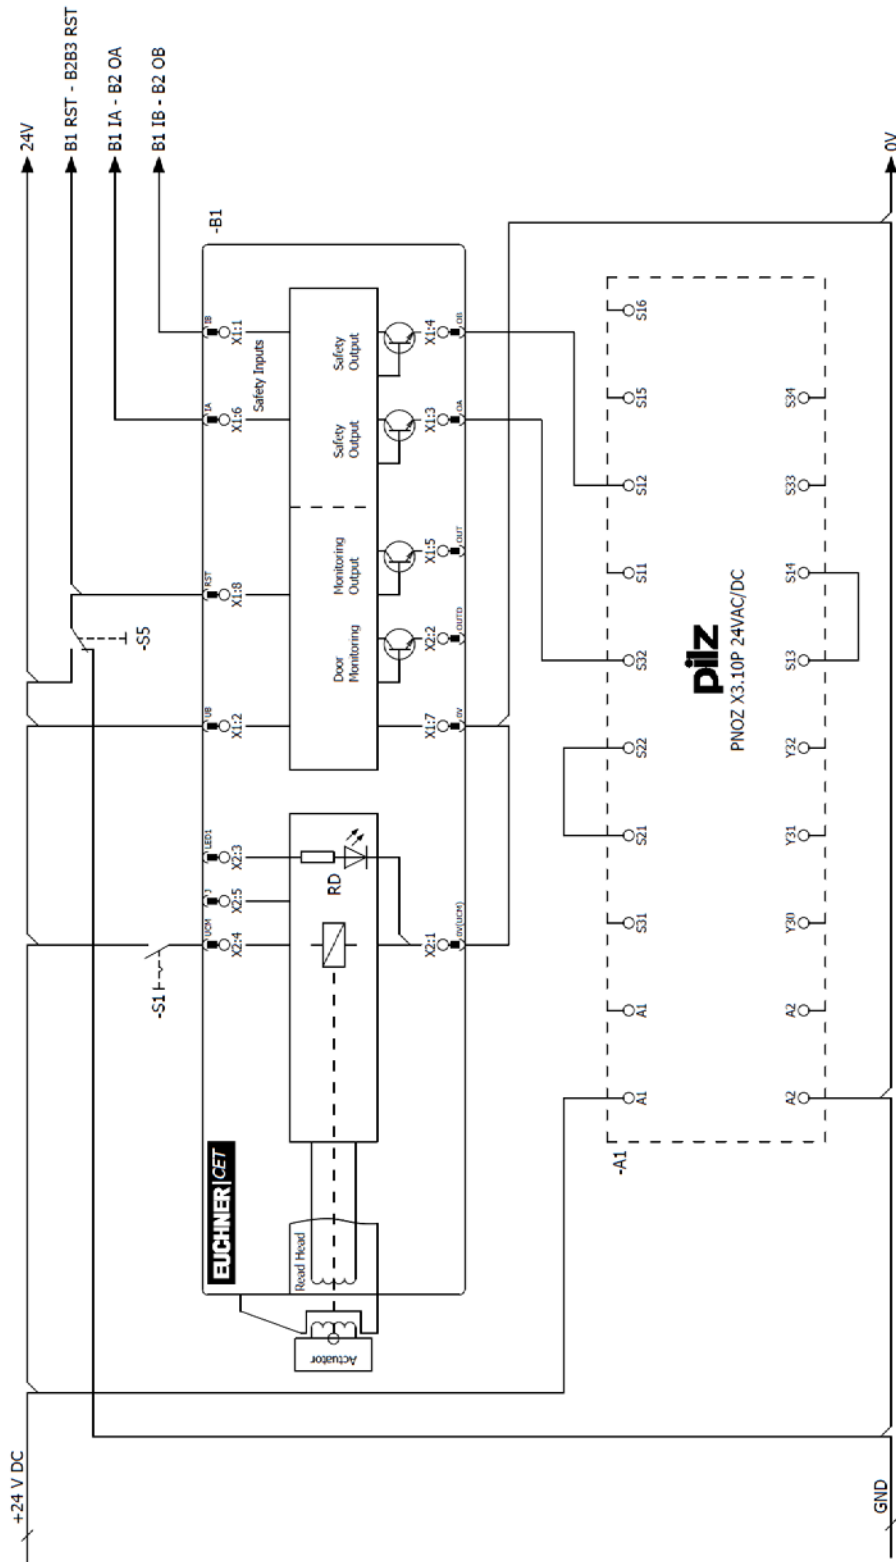 +24 V DC
24V
B1 RST - B2B3 RST
B1 IA - B2 OA
B1 IB - B2 OB
-S1
-S5
-B1
EUCHNER|CET
UCM
J
LED1
UB
RST
IA
IB
X2:4
X2:5
X2:3
X1:2
X1:8
X1:6
X1:1
Safety Inputs
Read Head
Actuator
RD
Door
Monitoring
Monitoring
Output
Safety
Output
Safety
Output
X2:1
X1:7
X2:2
X1:5
X1:3
X1:4
0V(UCM)
0V
OUTD
OUT
OA
OB
-A1
A1
A1
S31
S21
S22
S32
S11
S12
S15
S16
pilz
PNOZ X3.10P 24VAC/DC
A2
A2
Y30
Y31
Y32
S13
S14
S33
S34
GND
0V